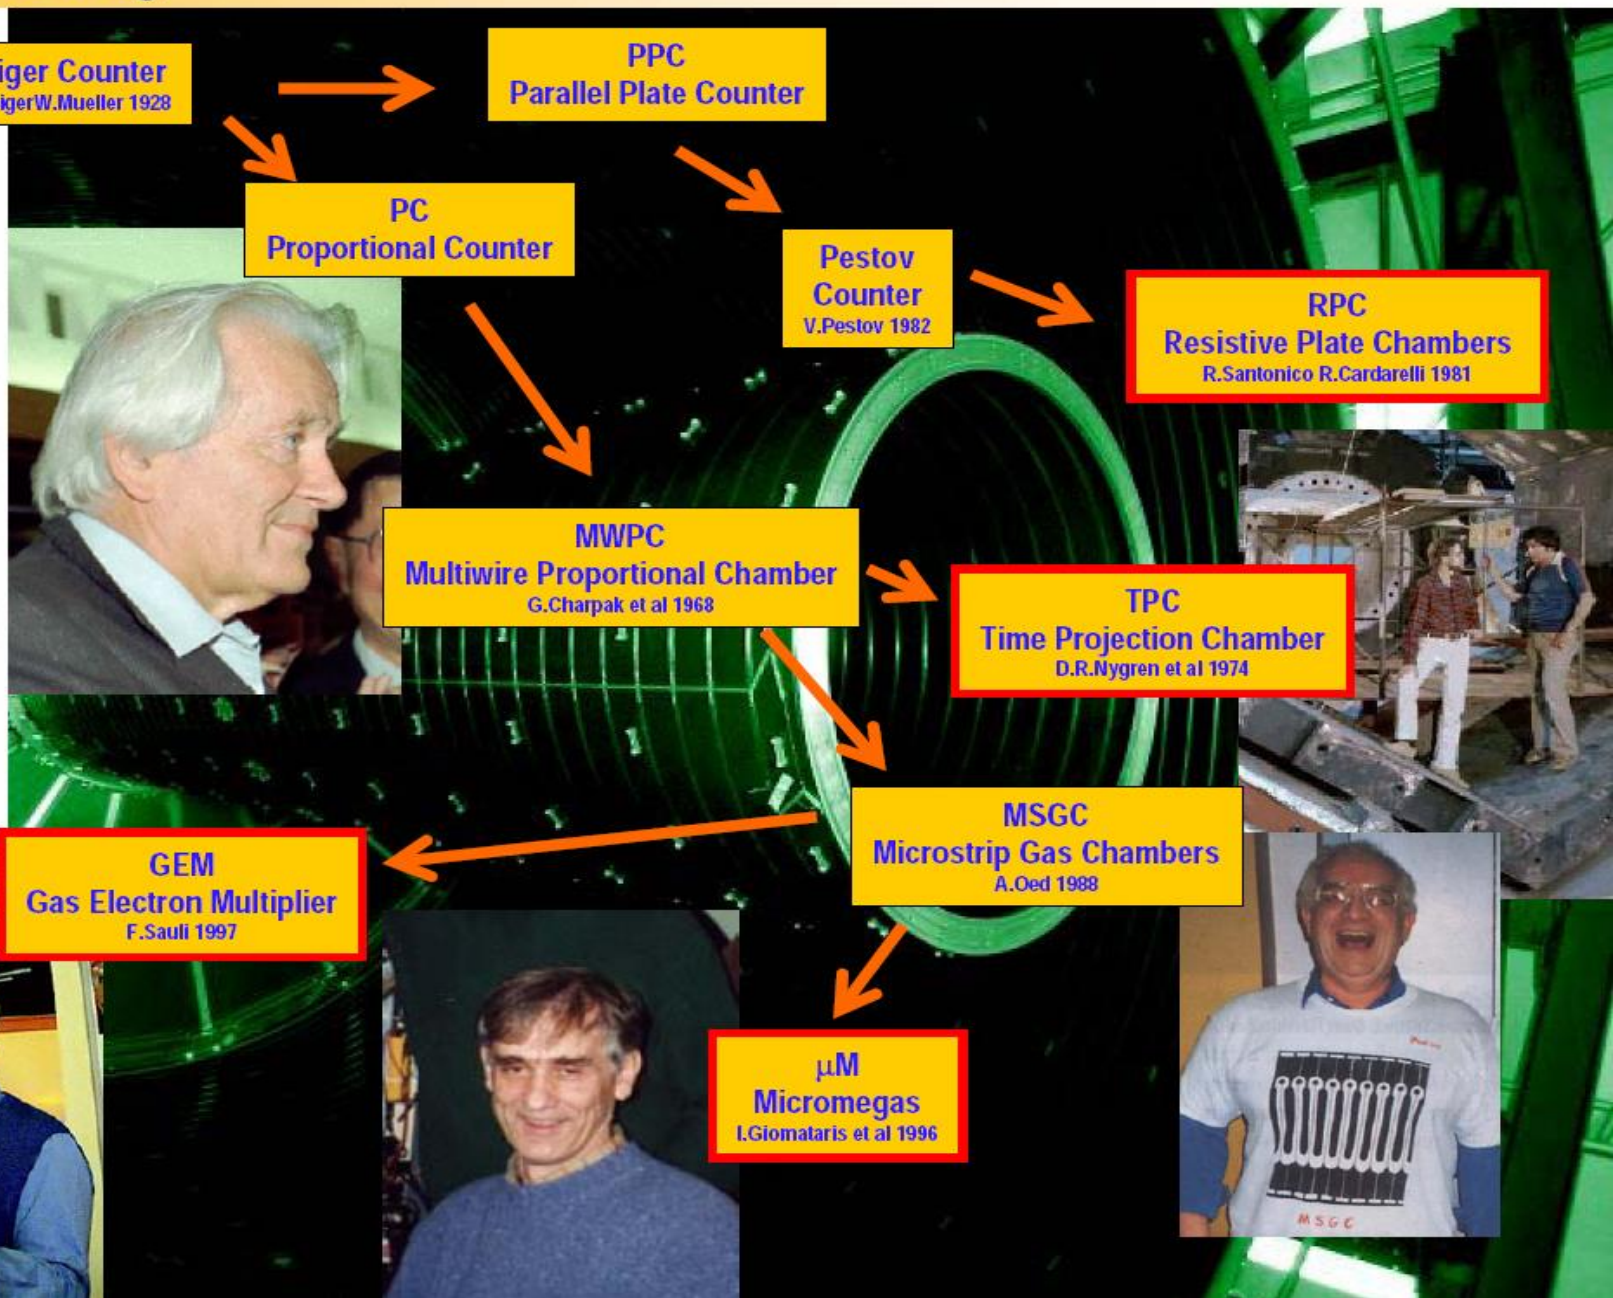 iger Counter
igerW.Mueller 1928
PPC
Parallel Plate Counter
PC
Proportional Counter
Pestov
Counter
V.Pestov 1982
RPC
Resistive Plate Chambers
R.Santonico R.Cardarelli 1981
MWPC
Multiwire Proportional Chamber
G.Charpak et al 1968
TPC
Time Projection Chamber
D.R.Nygren et al 1974
MSGC
Microstrip Gas Chambers
A.Oed 1988
GEM
Gas Electron Multiplier
F.Sauli 1997
μM
Micromegas
I.Giomataris et al 1996
MSGC